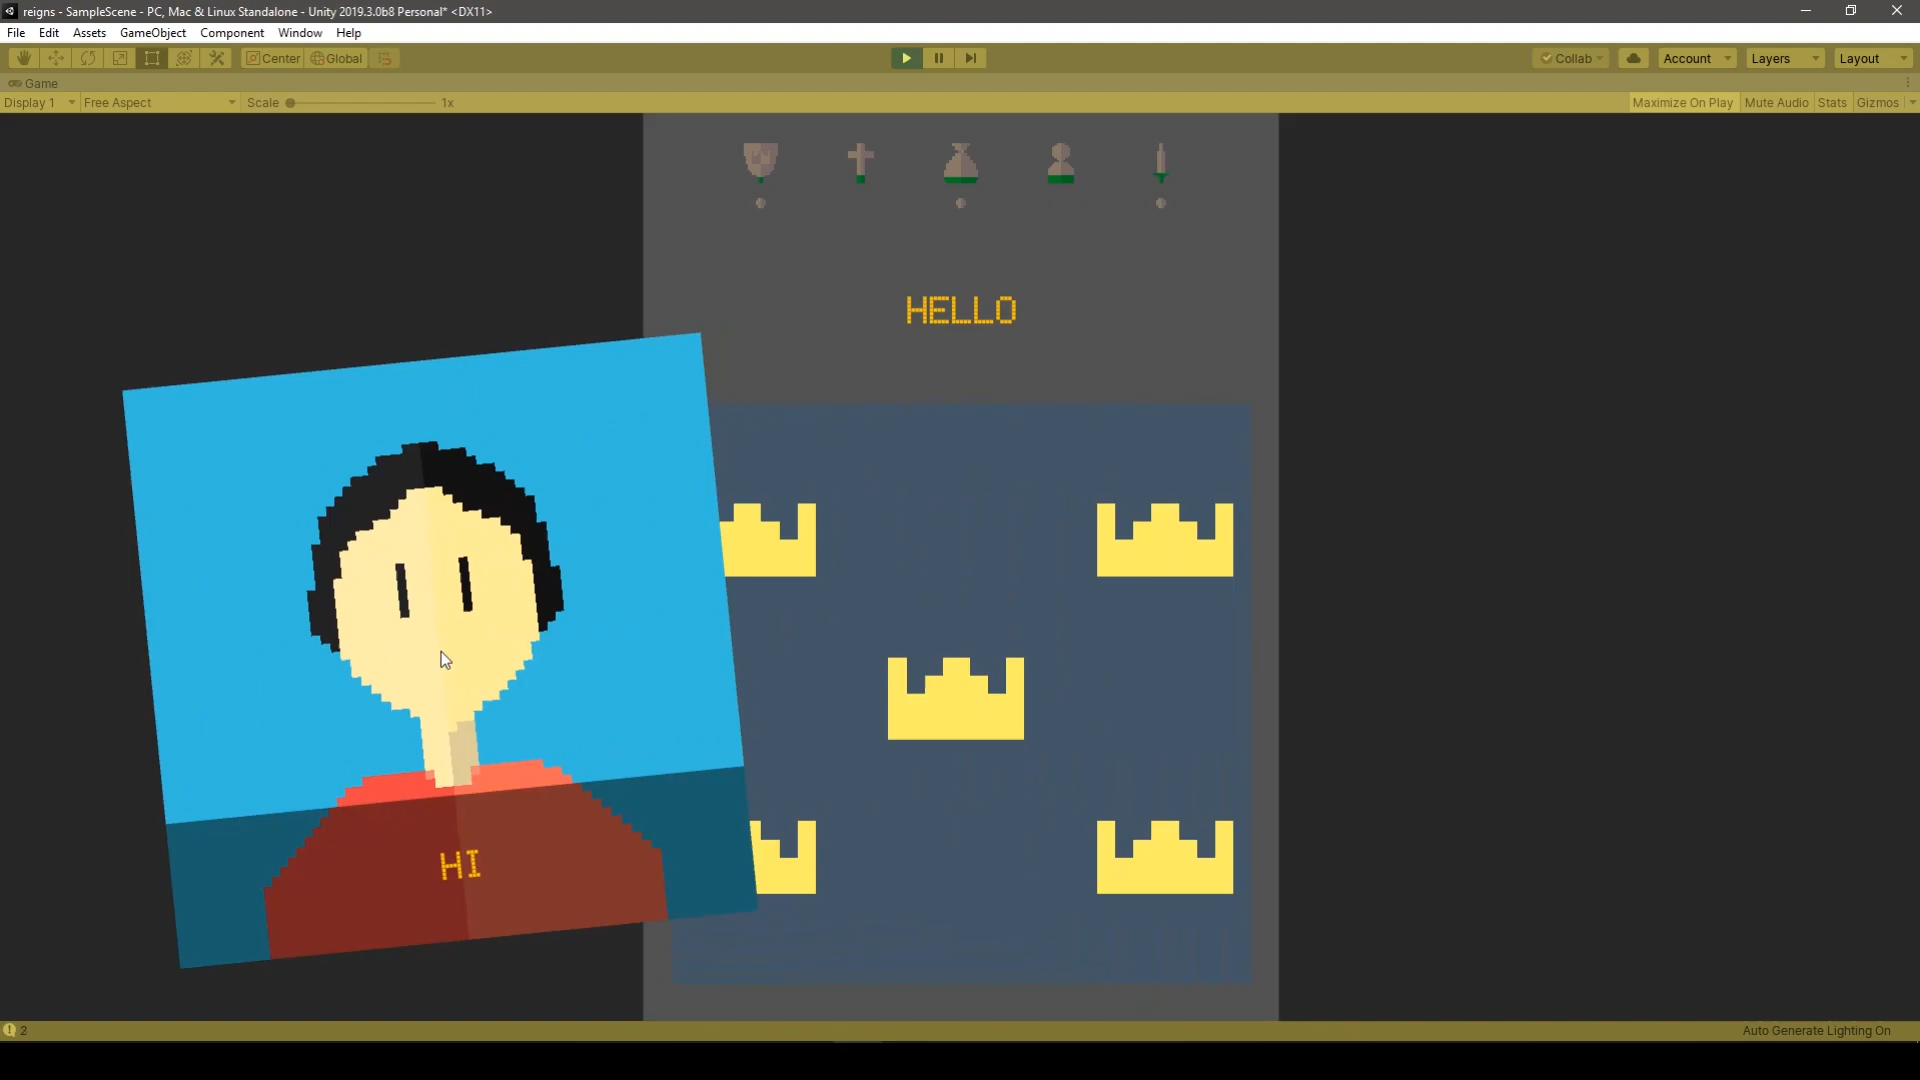 reigns - SampleScene - PC, Mac & Linux Standalone - Unity 2019.3.0b8 Personal* <DX11>
File Edit Assets GameObject Component Window Help
Center Global Collab Account Layers Layout
Game
Display 1 Free Aspect Scale 1x Maximize On Play Mute Audio Stats Gizmos
HELLO
HI
2 Auto Generate Lighting On